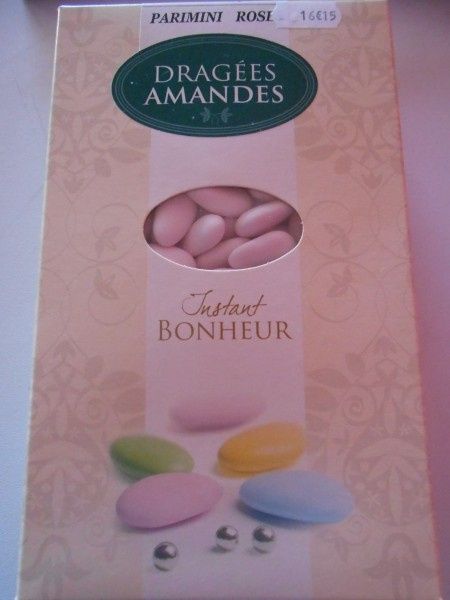 PARIMINI ROSE 16€15
DRAGÉES
AMANDES
Instant
BONHEUR